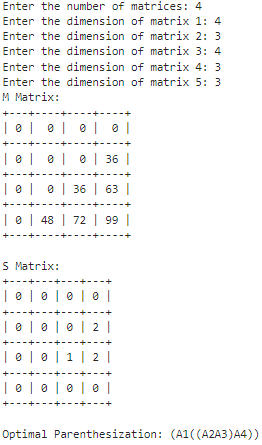 Enter the number of matrices: 4
Enter the dimension of matrix 1: 4
Enter the dimension of matrix 2: 3
Enter the dimension of matrix 3: 4
Enter the dimension of matrix 4: 3
Enter the dimension of matrix 5: 3
M Matrix:
+---+----+----+----+
| 0 |  0 |  0 |  0 |
+---+----+----+----+
| 0 |  0 |  0 | 36 |
+---+----+----+----+
| 0 |  0 | 36 | 63 |
+---+----+----+----+
| 0 | 48 | 72 | 99 |
+---+----+----+----+

S Matrix:
+---+---+---+---+
| 0 | 0 | 0 | 0 |
+---+---+---+---+
| 0 | 0 | 0 | 2 |
+---+---+---+---+
| 0 | 0 | 1 | 2 |
+---+---+---+---+
| 0 | 0 | 0 | 0 |
+---+---+---+---+

Optimal Parenthesization: (A1((A2A3)A4))